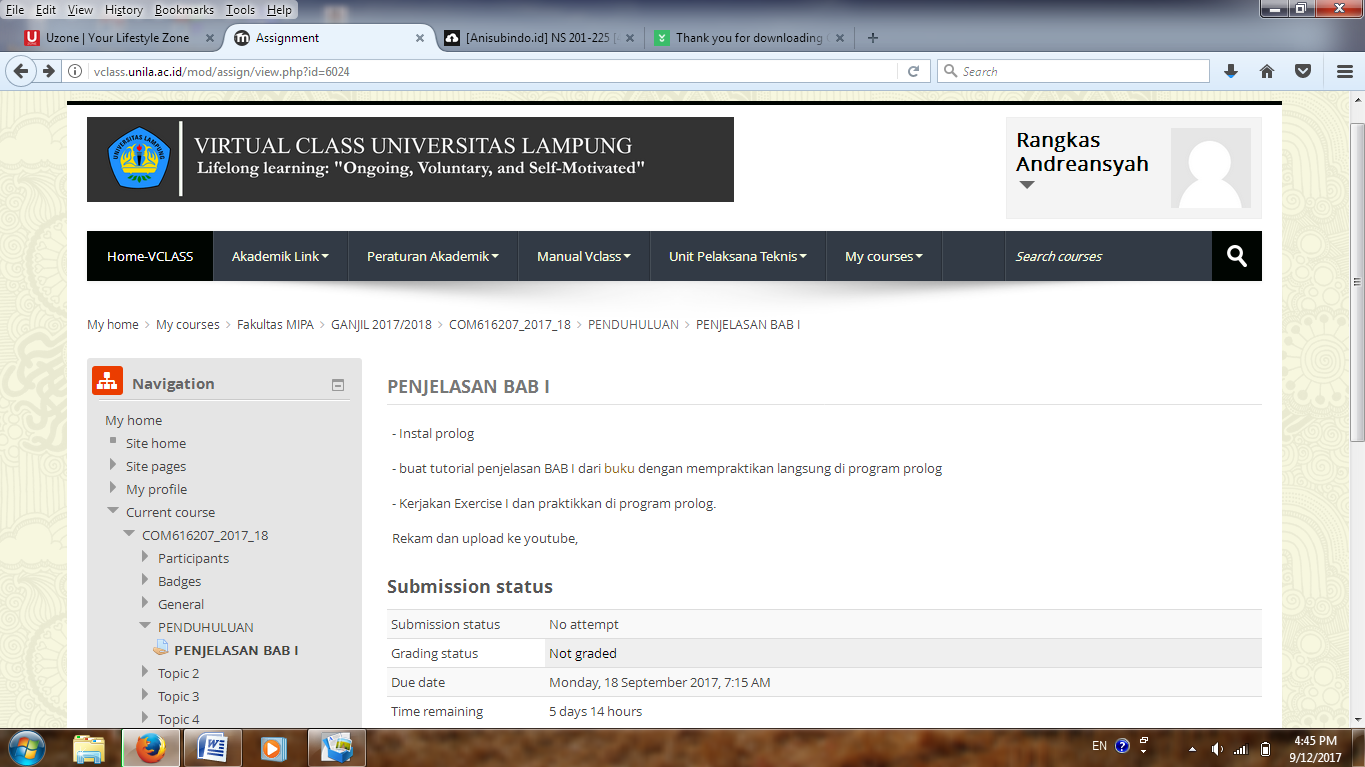 File Edit View History Bookmarks Tools Help
Uzone | Your Lifestyle Zone
Assignment
[Anisubindo.id] NS 201-225 [
Thank you for downloading
vclass.unila.ac.id/mod/assign/view.php?id=6024
Search
UNIVERSITAS LAMPUNG
VIRTUAL CLASS UNIVERSITAS LAMPUNG
Lifelong learning: "Ongoing, Voluntary, and Self-Motivated"
Rangkas
Andreansyah
Home-VCLASS Akademik Link Peraturan Akademik Manual Vclass Unit Pelaksana Teknis My courses Search courses
My home > My courses > Fakultas MIPA > GANJIL 2017/2018 > COM616207_2017_18 > PENDUHULUAN > PENJELASAN BAB I
Navigation
My home
Site home
Site pages
My profile
Current course
COM616207_2017_18
Participants
Badges
General
PENDUHULUAN
PENJELASAN BAB I
Topic 2
Topic 3
Topic 4
PENJELASAN BAB I
- Instal prolog
- buat tutorial penjelasan BAB I dari buku dengan mempraktikan langsung di program prolog
- Kerjakan Exercise I dan praktikkan di program prolog.
Rekam dan upload ke youtube,
Submission status
Submission status No attempt
Grading status Not graded
Due date Monday, 18 September 2017, 7:15 AM
Time remaining 5 days 14 hours
EN
4:45 PM
9/12/2017